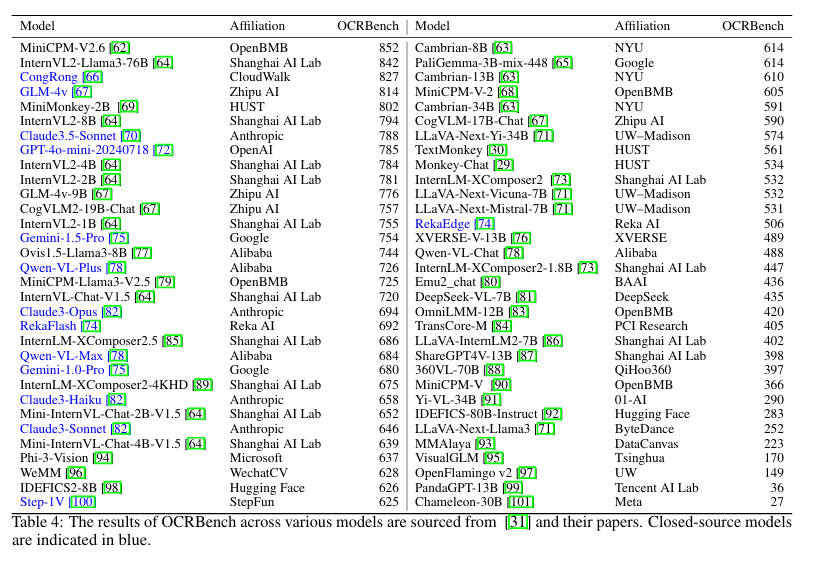 Model Affiliation OCRBench Model Affiliation OCRBench
MiniCPM-V2.6 [62] OpenBMB 852 Cambrian-8B [63] NYU 614
InternVL2-Llama3-76B [64] Shanghai AI Lab 842 PaliGemma-3B-mix-448 [65] Google 614
CongRong [66] CloudWalk 827 Cambrian-13B [63] NYU 610
GLM-4v [67] Zhipu AI 814 MiniCPM-V-2 [68] OpenBMB 605
MiniMonkey-2B [69] HUST 802 Cambrian-34B [63] NYU 591
InternVL2-8B [64] Shanghai AI Lab 794 CogVLM-17B-Chat [67] Zhipu AI 590
Claude3.5-Sonnet [70] Anthropic 788 LLaVA-Next-Yi-34B [71] UW–Madison 574
GPT-4o-mini-20240718 [72] OpenAI 785 TextMonkey [30] HUST 561
InternVL2-4B [64] Shanghai AI Lab 784 Monkey-Chat [29] HUST 534
InternVL2-2B [64] Shanghai AI Lab 781 InternLM-XComposer2 [73] Shanghai AI Lab 532
GLM-4v-9B [67] Zhipu AI 776 LLaVA-Next-Vicuna-7B [71] UW–Madison 532
CogVLM2-19B-Chat [67] Zhipu AI 757 LLaVA-Next-Mistral-7B [71] UW–Madison 531
InternVL2-1B [64] Shanghai AI Lab 755 RekaEdge [74] Reka AI 506
Gemini-1.5-Pro [75] Google 754 XVERSE-V-13B [76] XVERSE 489
Ovis1.5-Llama3-8B [77] Alibaba 744 Qwen-VL-Chat [78] Alibaba 488
Qwen-VL-Plus [78] Alibaba 726 InternLM-XComposer2-1.8B [73] Shanghai AI Lab 447
MiniCPM-Llama3-V2.5 [79] OpenBMB 725 Emu2_chat [80] BAAI 436
InternVL-Chat-V1.5 [64] Shanghai AI Lab 720 DeepSeek-VL-7B [81] DeepSeek 435
Claude3-Opus [82] Anthropic 694 OmniLMM-12B [83] OpenBMB 420
RekaFlash [74] Reka AI 692 TransCore-M [84] PCI Research 405
InternLM-XComposer2.5 [85] Shanghai AI Lab 686 LLaVA-InternLM2-7B [86] Shanghai AI Lab 402
Qwen-VL-Max [78] Alibaba 684 ShareGPT4V-13B [87] Shanghai AI Lab 398
Gemini-1.0-Pro [75] Google 680 360VL-70B [88] QiHoo360 397
InternLM-XComposer2-4KHD [89] Shanghai AI Lab 675 MiniCPM-V [90] OpenBMB 366
Claude3-Haiku [82] Anthropic 658 Yi-VL-34B [91] 01-AI 290
Mini-InternVL-Chat-2B-V1.5 [64] Shanghai AI Lab 652 IDEFICS-80B-Instruct [92] Hugging Face 283
Claude3-Sonnet [82] Anthropic 646 LLaVA-Next-Llama3 [71] ByteDance 252
Mini-InternVL-Chat-4B-V1.5 [64] Shanghai AI Lab 639 MMAlaya [93] DataCanvas 223
Phi-3-Vision [94] Microsoft 637 VisualGLM [95] Tsinghua 170
WeMM [96] WechatCV 628 OpenFlamingo v2 [97] UW 149
IDEFICS2-8B [98] Hugging Face 626 PandaGPT-13B [99] Tencent AI Lab 36
Step-1V [100] StepFun 625 Chameleon-30B [101] Meta 27
Table 4: The results of OCRBench across various models are sourced from [31] and their papers. Closed-source models
are indicated in blue.